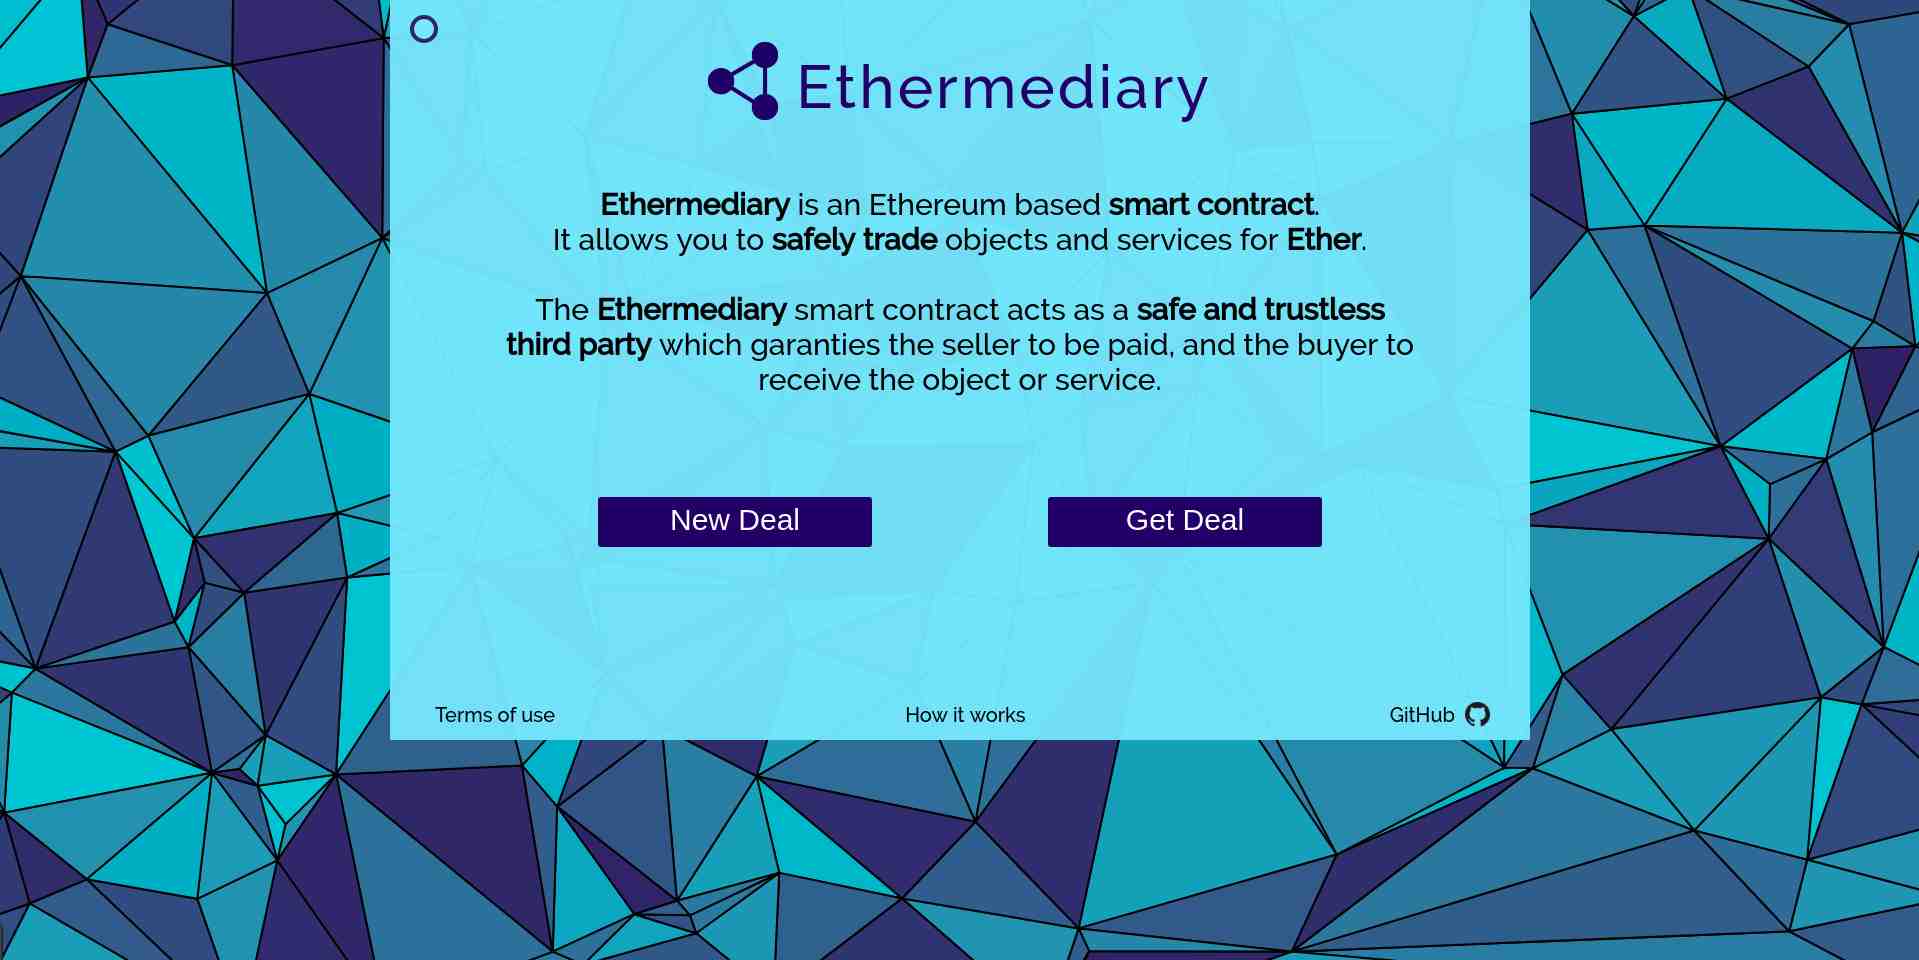 Ethermediary
Ethermediary is an Ethereum based smart contract.
It allows you to safely trade objects and services for Ether.
The Ethermediary smart contract acts as a safe and trustless
third party which garanties the seller to be paid, and the buyer to
receive the object or service.
New Deal
Get Deal
Terms of use
How it works
GitHub